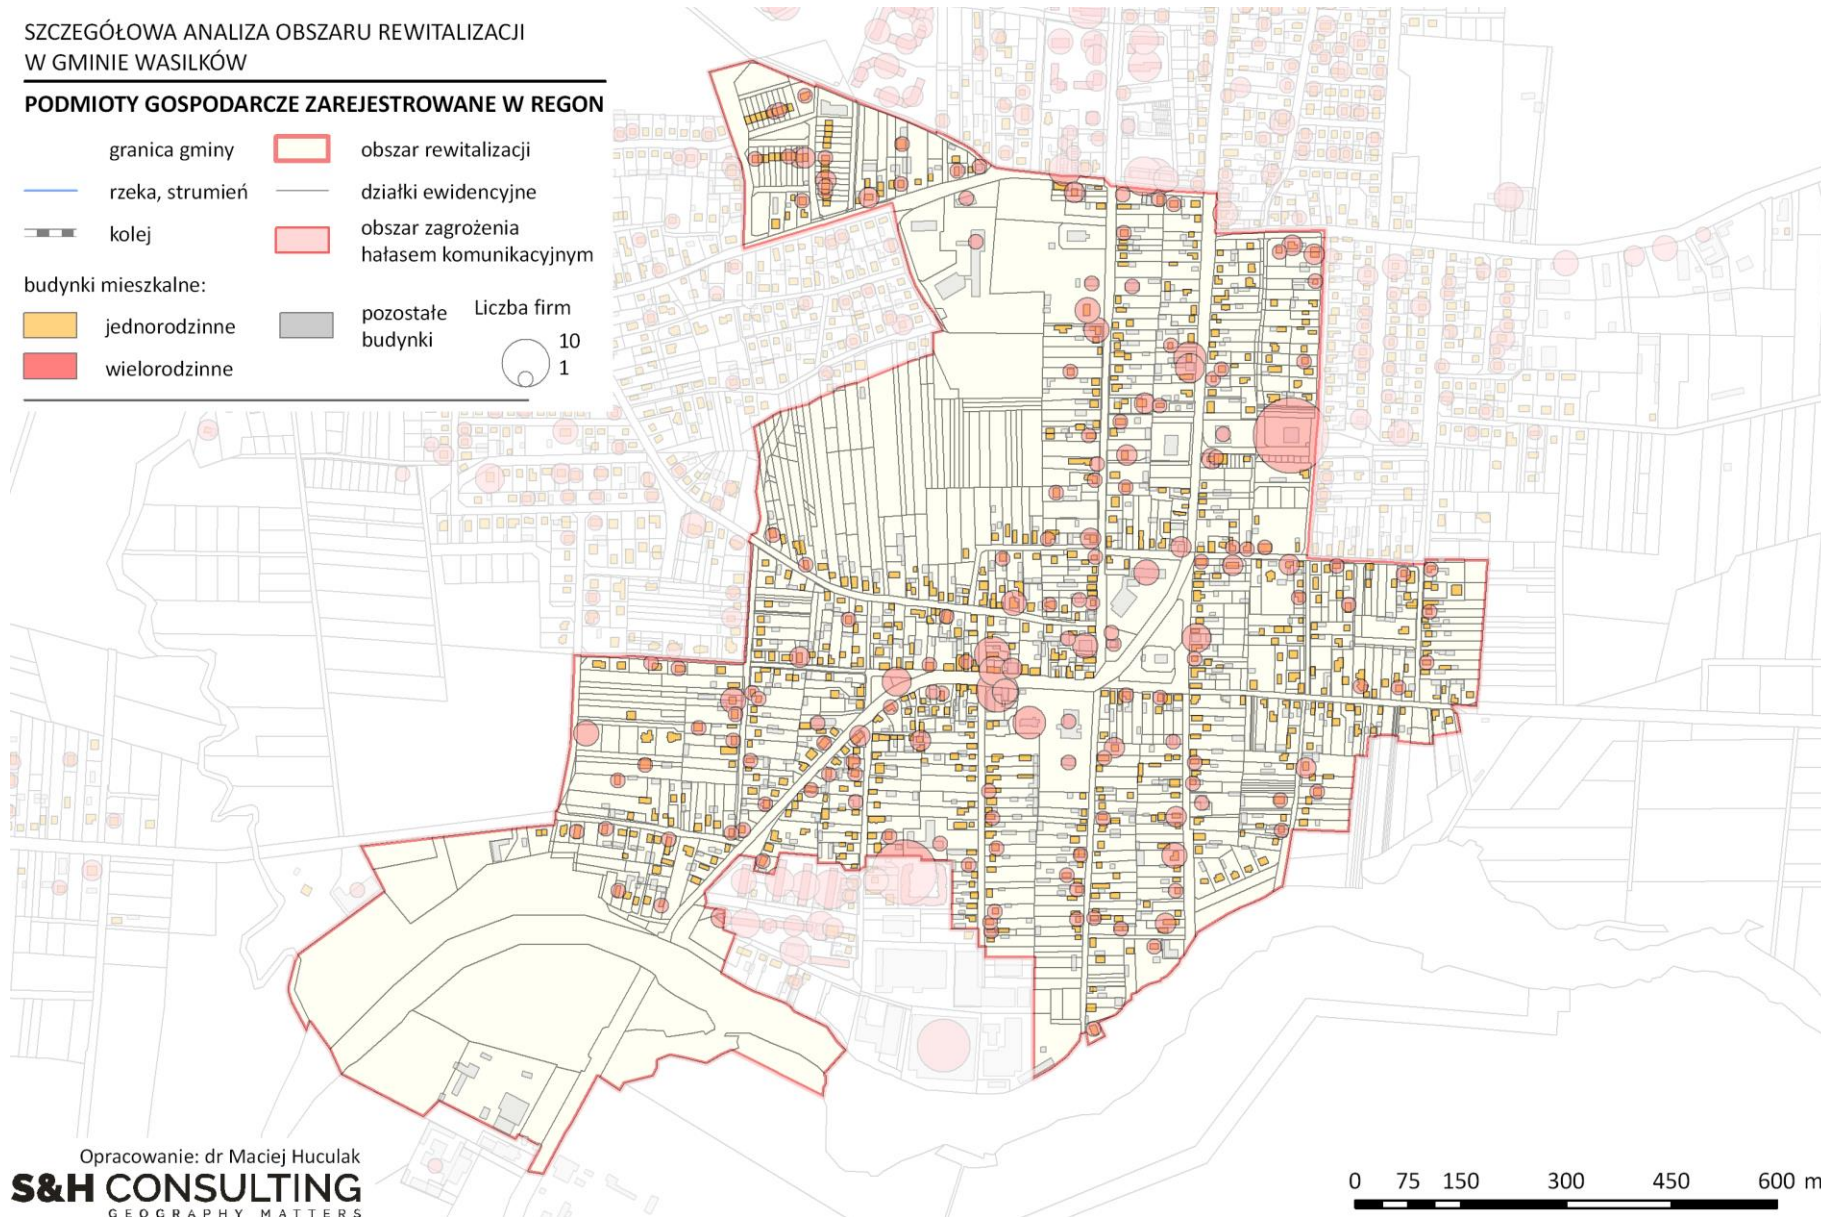 SZCZEGÓŁOWA ANALIZA OBSZARU REWITALIZACJI
W GMINIE WASILKÓW
PODMIOTY GOSPODARCZE ZAREJESTROWANE W REGON
granica gminy
obszar rewitalizacji
rzeka, strumień
działki ewidencyjne
kolej
obszar zagrożenia
hałasem komunikacyjnym
budynki mieszkalne:
jednorodzinne
wielorodzinne
pozostałe
budynki
Liczba firm
10
1
Opracowanie: dr Maciej Huculak
S&H CONSULTING
GEOGRAPHY MATTERS
0 75 150 300 450 600 m